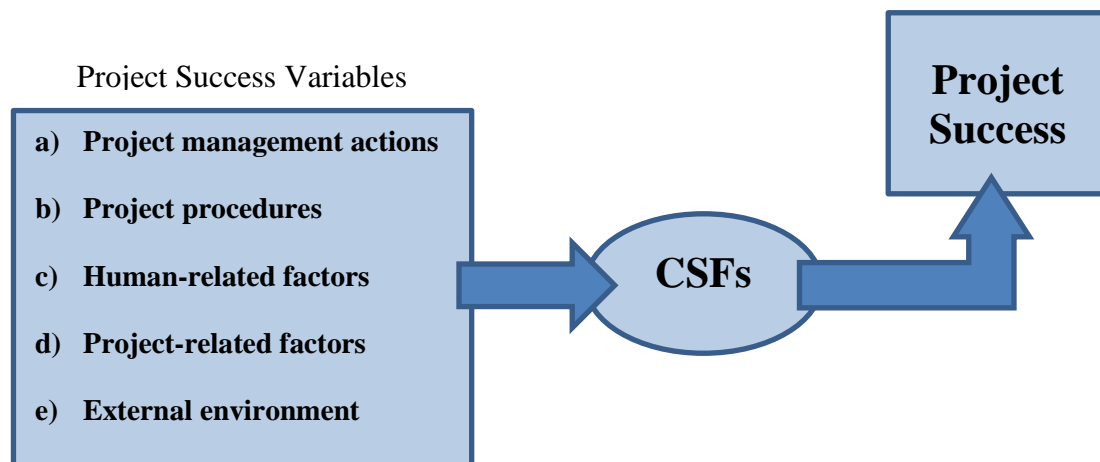 Project Success Variables
a) Project management actions
b) Project procedures
c) Human-related factors
d) Project-related factors
e) External environment
CSFs
Project
Success